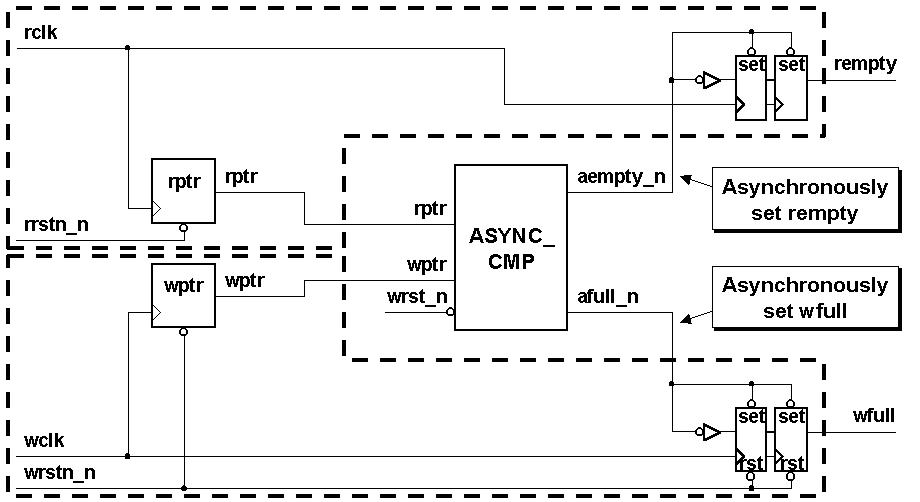 rclk
set set
rempty
rptr
rptr
aempty_n
Asynchronously
set rempty
rptr
rrstn_n
ASYNC_
CMP
wptr
wptr
wptr
wrst_n
afull_n
Asynchronously
set wfull
set set
wfull
wclk
rst rst
wrstn_n